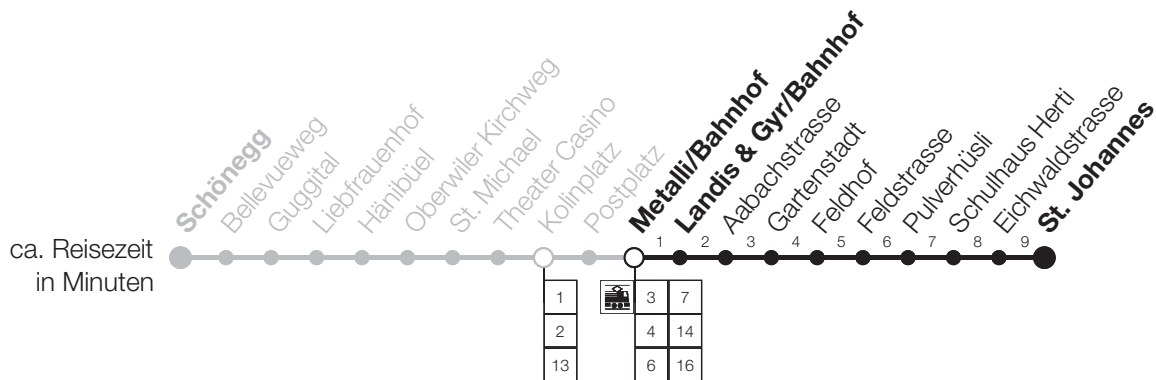 Schönegg
Bellevueweg
Guggital
Liebfrauenhof
Hänibüel
Oberwiler Kirchweg
St. Michael
Theater Casino
Kolinplatz
Postplatz
Metalli/Bahnhof
Landis & Gyr/Bahnhof
Aabachstrasse
Gartenstadt
Feldhof
Feldstrasse
Pulverhüsli
Schulhaus Herti
Eichwaldstrasse
St. Johannes
ca. Reisezeit
in Minuten
1 2 3 4 5 6 7 8 9
1 3 7
2 4 14
13 6 16